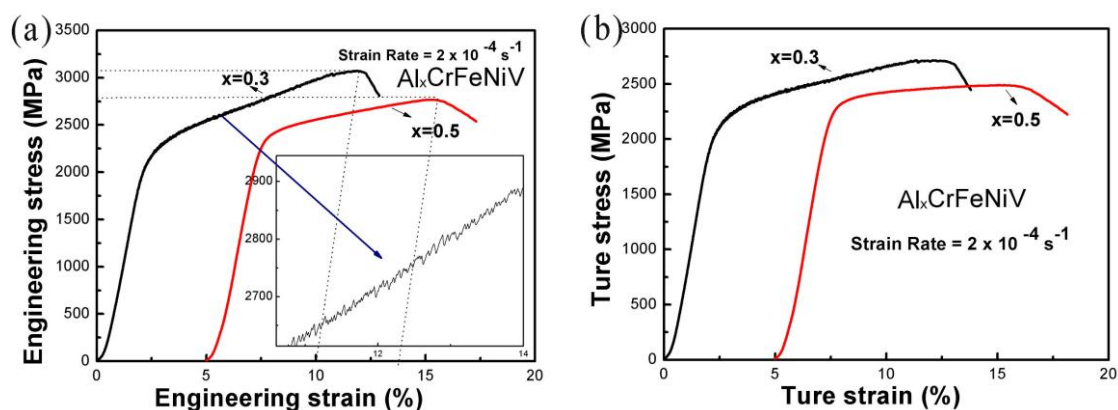 (a)
3500
3000
2500
2000
1500
1000
500
0
Engineering stress (MPa)
Strain Rate = 2 x 10 -4 s-1
AlxCrFeNiV
x=0.3
x=0.5
2900
2800
2700
12
14
0
5
10
15
20
Engineering strain (%)
(b)
3000
2500
2000
1500
1000
500
0
Ture stress (MPa)
x=0.3
x=0.5
AlxCrFeNiV
Strain Rate = 2 x 10 -4 s-1
0
5
10
15
20
Ture strain (%)